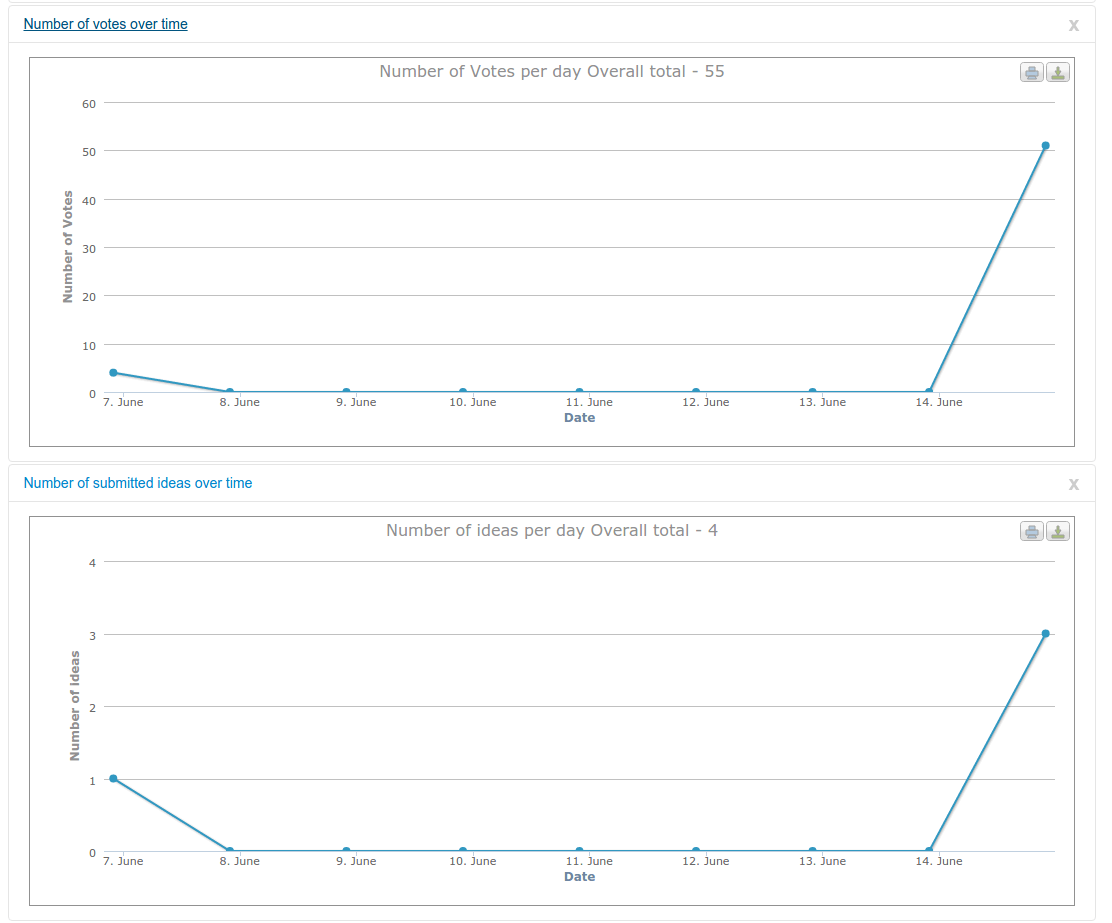 Number of votes over time
X
Number of Votes per day Overall total - 55
60
50
40
30
20
10
0
Number of Votes
7. June 8. June 9. June 10. June 11. June 12. June 13. June 14. June
Date
Number of submitted ideas over time
X
Number of ideas per day Overall total - 4
4
3
2
1
0
Number of ideas
7. June 8. June 9. June 10. June 11. June 12. June 13. June 14. June
Date